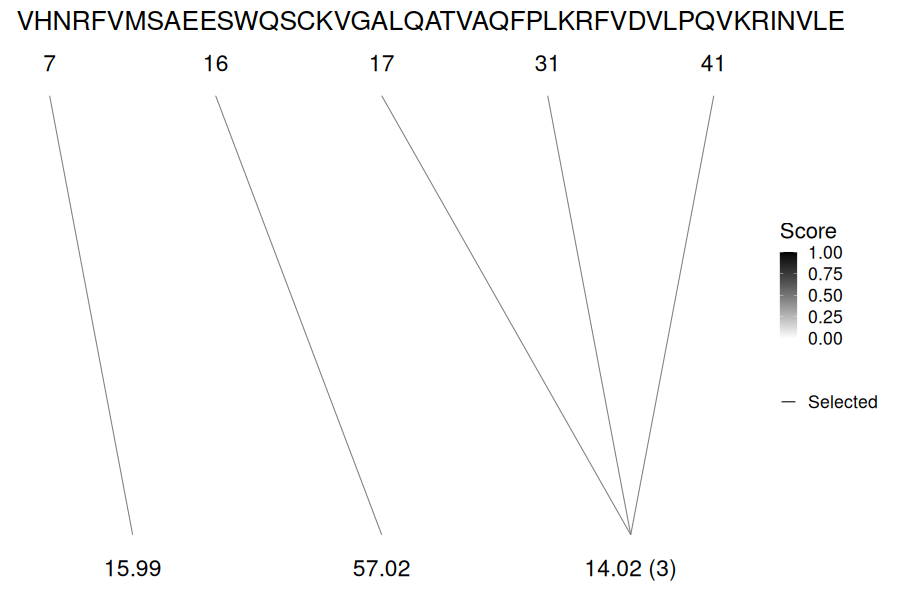 VHNRFVMSAEESWQSCKVGALQATVAQFPLKRFVDVLPQVKRINVLE
7 16 17 31 41
Score
1.00
0.75
0.50
0.25
0.00
Selected
15.99 57.02 14.02 (3)